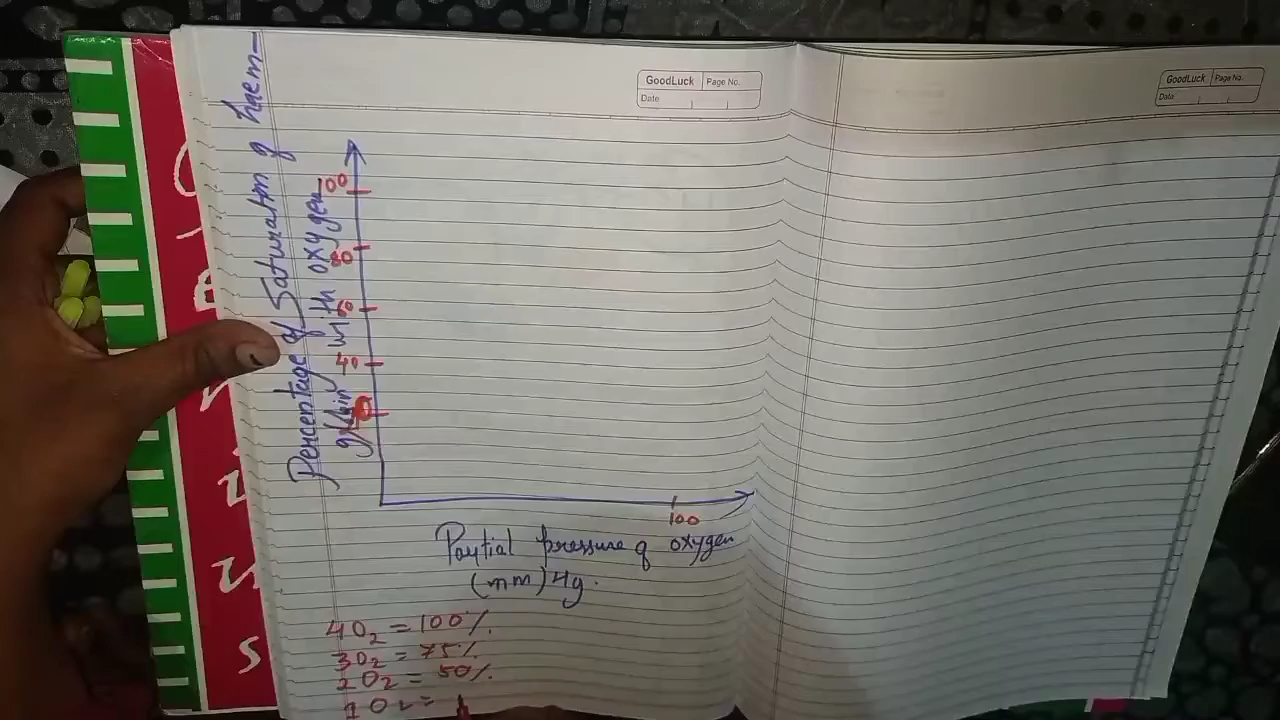 GoodLuck Page No.
Date
GoodLuck Page No.
Date
Percentage of Saturation of haem-
globin with oxygen
100
80
60
40
100
Partial pressure of oxygen
(mm) Hg.
4O2 = 100%.
3O2 = 75%.
2O2 = 50%.
1O2 =